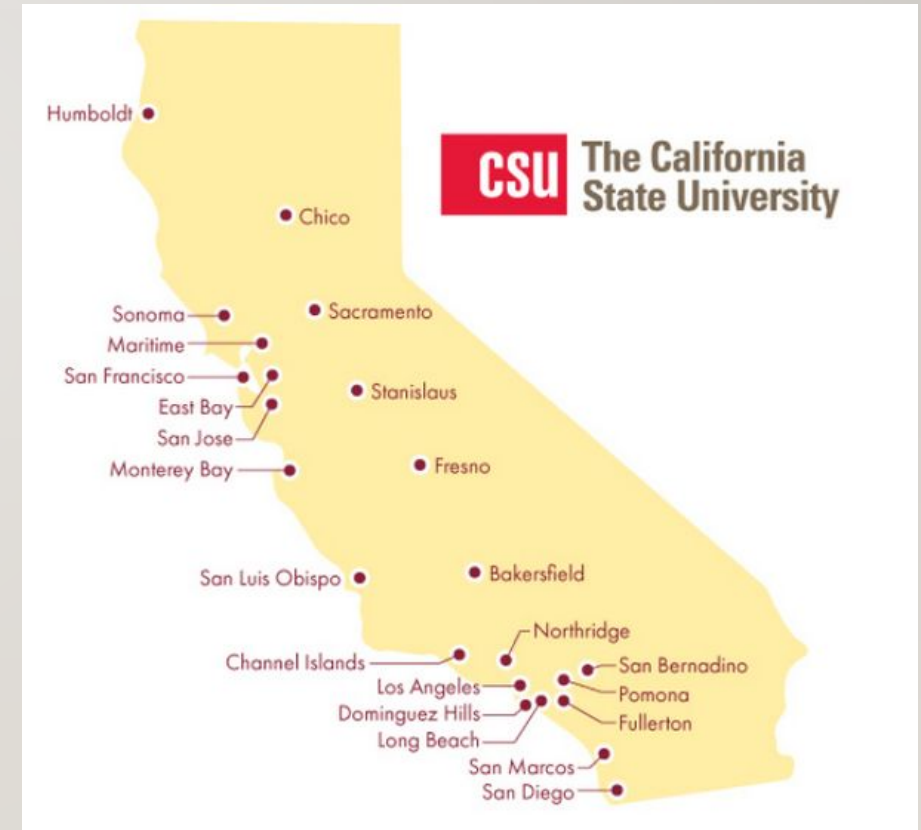 Humboldt
CSU The California
State University
Chico
Sonoma
Sacramento
Maritime
San Francisco
East Bay
Stanislaus
San Jose
Monterey Bay
Fresno
San Luis Obispo
Bakersfield
Northridge
Channel Islands
San Bernadino
Los Angeles
Pomona
Dominguez Hills
Fullerton
Long Beach
San Marcos
San Diego